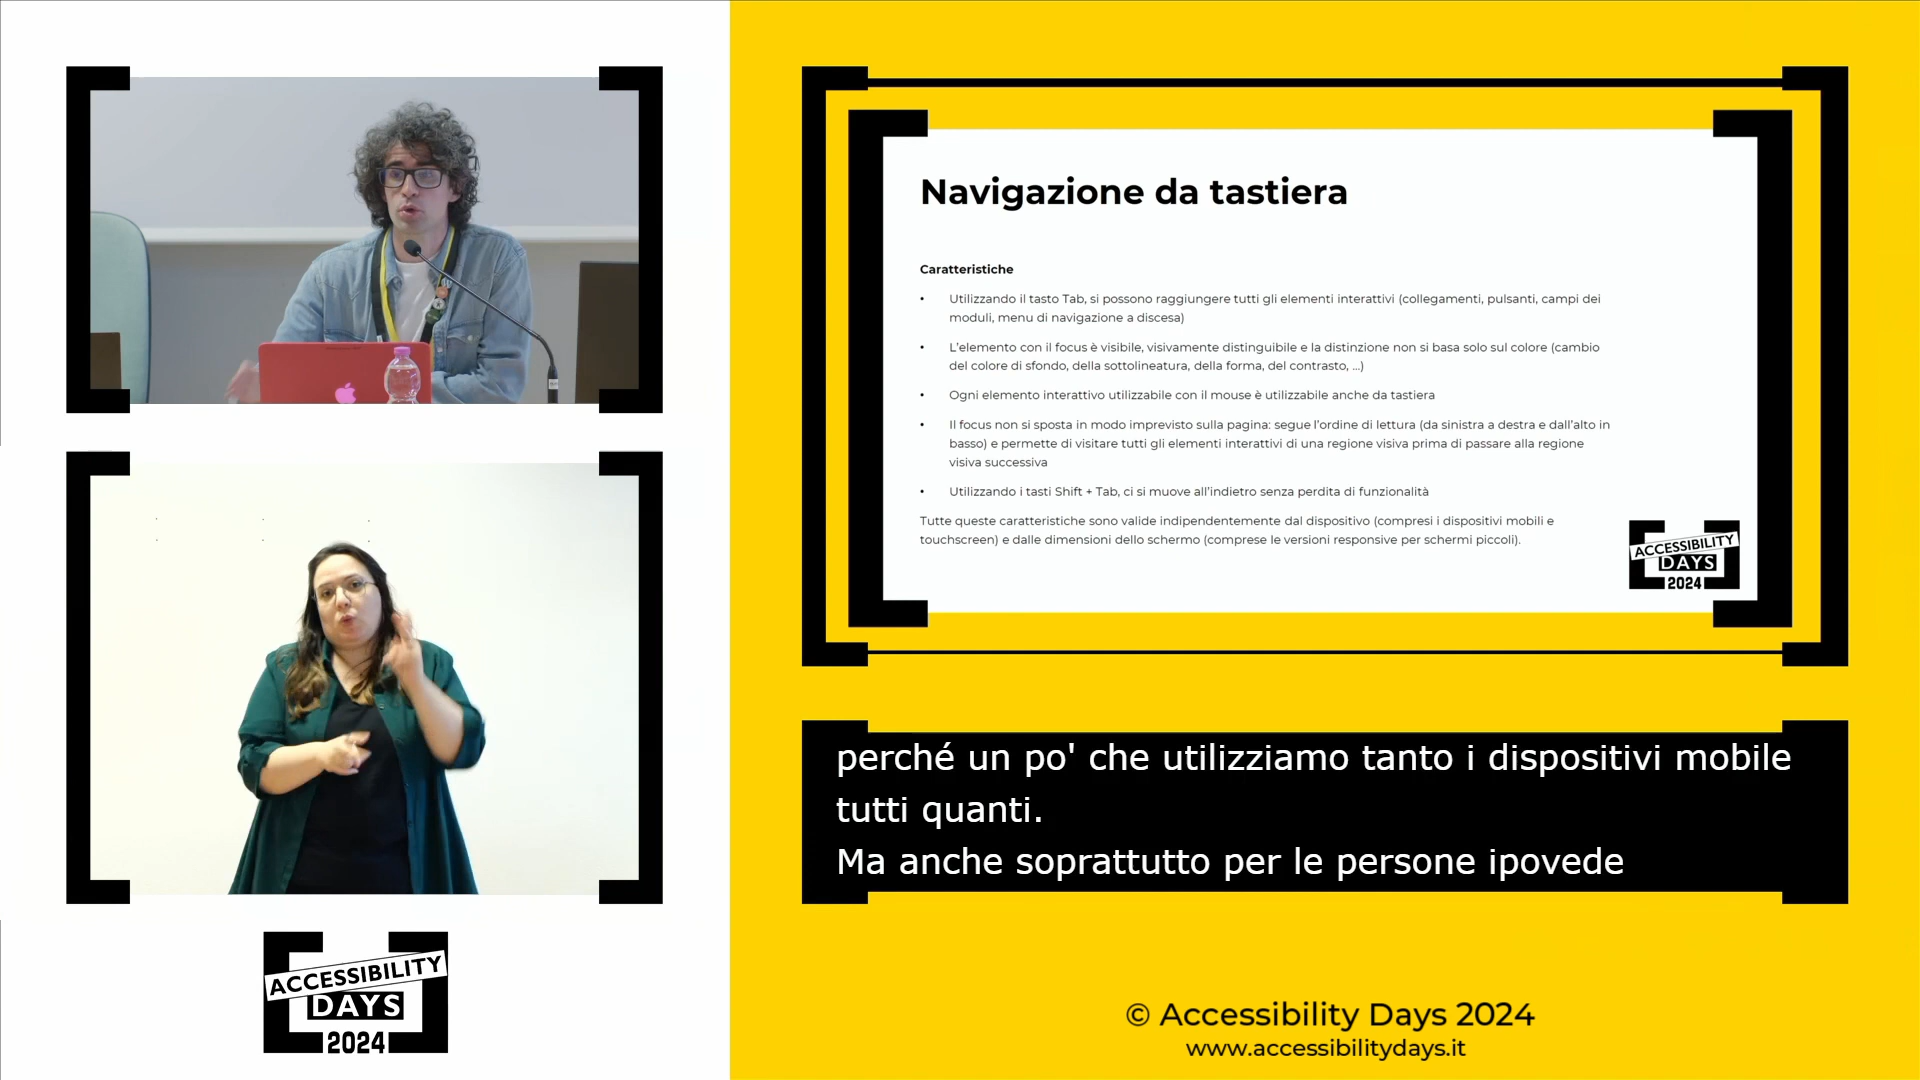 Navigazione da tastiera
Caratteristiche
• Utilizzando il tasto Tab, si possono raggiungere tutti gli elementi interattivi (collegamenti, pulsanti, campi dei
moduli, menu di navigazione a discesa)
• L'elemento con il focus è visibile, visivamente distinguibile e la distinzione non si basa solo sul colore (cambio
del colore di sfondo, della sottolineatura, della forma, del contrasto, ...)
• Ogni elemento interattivo utilizzabile con il mouse è utilizzabile anche da tastiera
• Il focus non si sposta in modo imprevisto sulla pagina: segue l'ordine di lettura (da sinistra a destra e dall'alto in
basso) e permette di visitare tutti gli elementi interattivi di una regione visiva prima di passare alla regione
visiva successiva
• Utilizzando i tasti Shift + Tab, ci si muove all'indietro senza perdita di funzionalità
Tutte queste caratteristiche sono valide indipendentemente dal dispositivo (compresi i dispositivi mobili e
touchscreen) e dalle dimensioni dello schermo (comprese le versioni responsive per schermi piccoli).
ACCESSIBILITY
DAYS
2024
perché un po' che utilizziamo tanto i dispositivi mobile
tutti quanti.
Ma anche soprattutto per le persone ipovede
ACCESSIBILITY
DAYS
2024
© Accessibility Days 2024
www.accessibilitydays.it